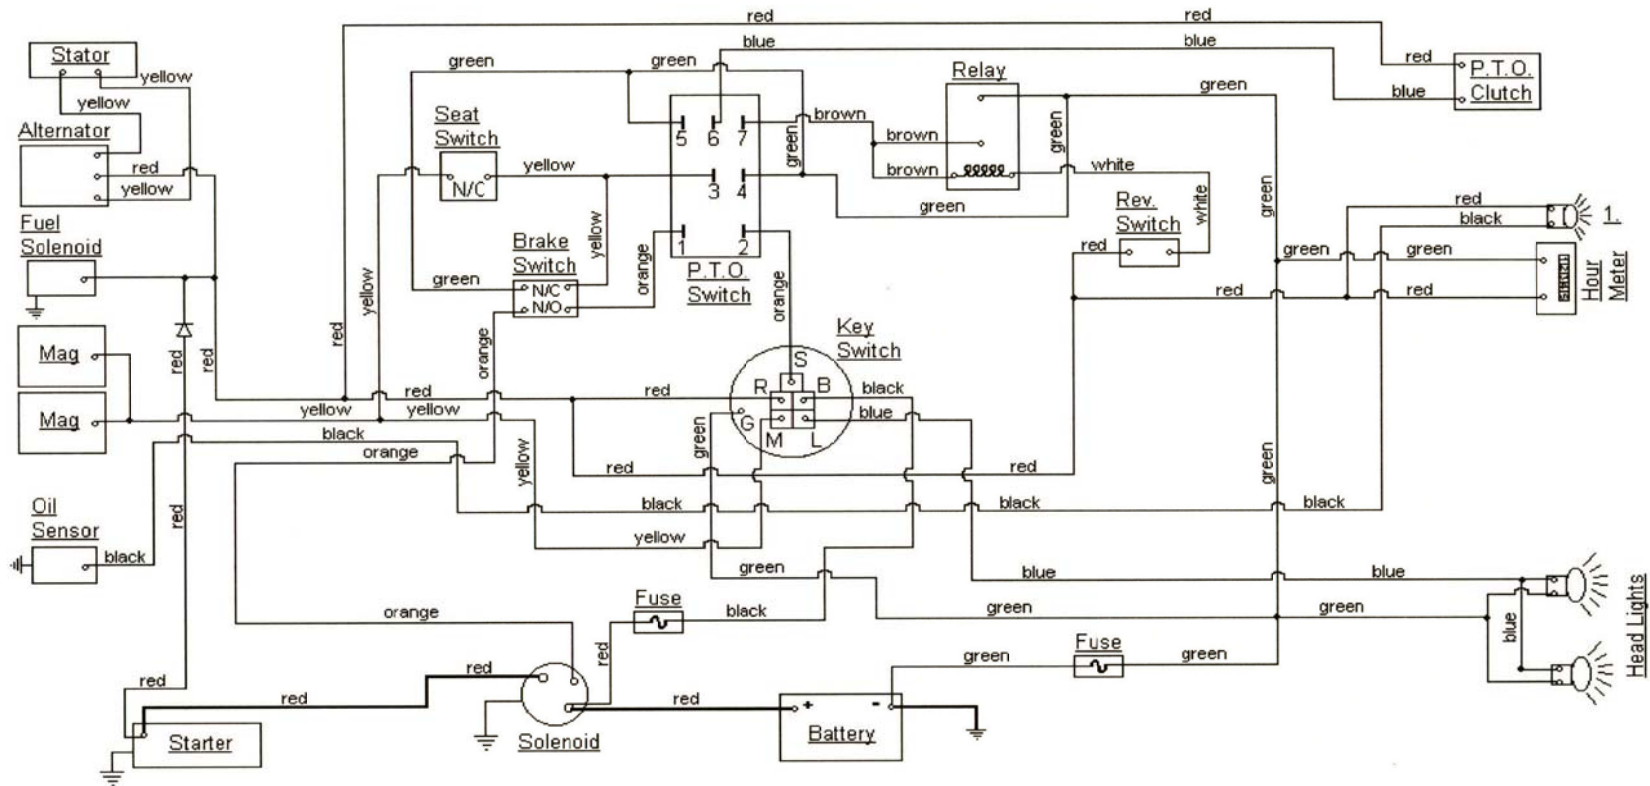 red
red
blue
blue
Stator
yellow
yellow
green
green
Relay
red
P.T.O.
Clutch
blue
green
Alternator
red
yellow
Seat
Switch
N/C
yellow
5
6
7
3
4
1
2
P.T.O.
Switch
brown
brown
brown
green
green
green
white
white
Rev.
Switch
red
green
red
black
1.
Fuel
Solenoid
Brake
Switch
N/C
N/O
green
yellow
orange
yellow
orange
orange
green
green
red
red
Hour
Meter
Key
Switch
S
R
B
G
M
L
Mag
Mag
red
red
red
red
red
black
blue
yellow
yellow
black
orange
yellow
green
red
red
green
Oil
Sensor
black
red
black
black
black
yellow
green
blue
blue
orange
Fuse
black
green
green
blue
Head Lights
red
Fuse
green
green
red
red
red
red
Starter
Solenoid
+
-
Battery